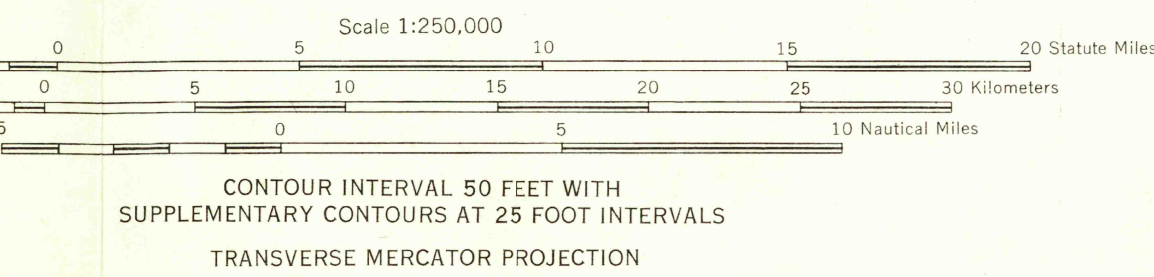 Scale 1:250,000
0 5 10 15 20 Statute Miles
0 5 10 15 20 25 30 Kilometers
5 0 5 10 Nautical Miles
CONTOUR INTERVAL 50 FEET WITH
SUPPLEMENTARY CONTOURS AT 25 FOOT INTERVALS
TRANSVERSE MERCATOR PROJECTION